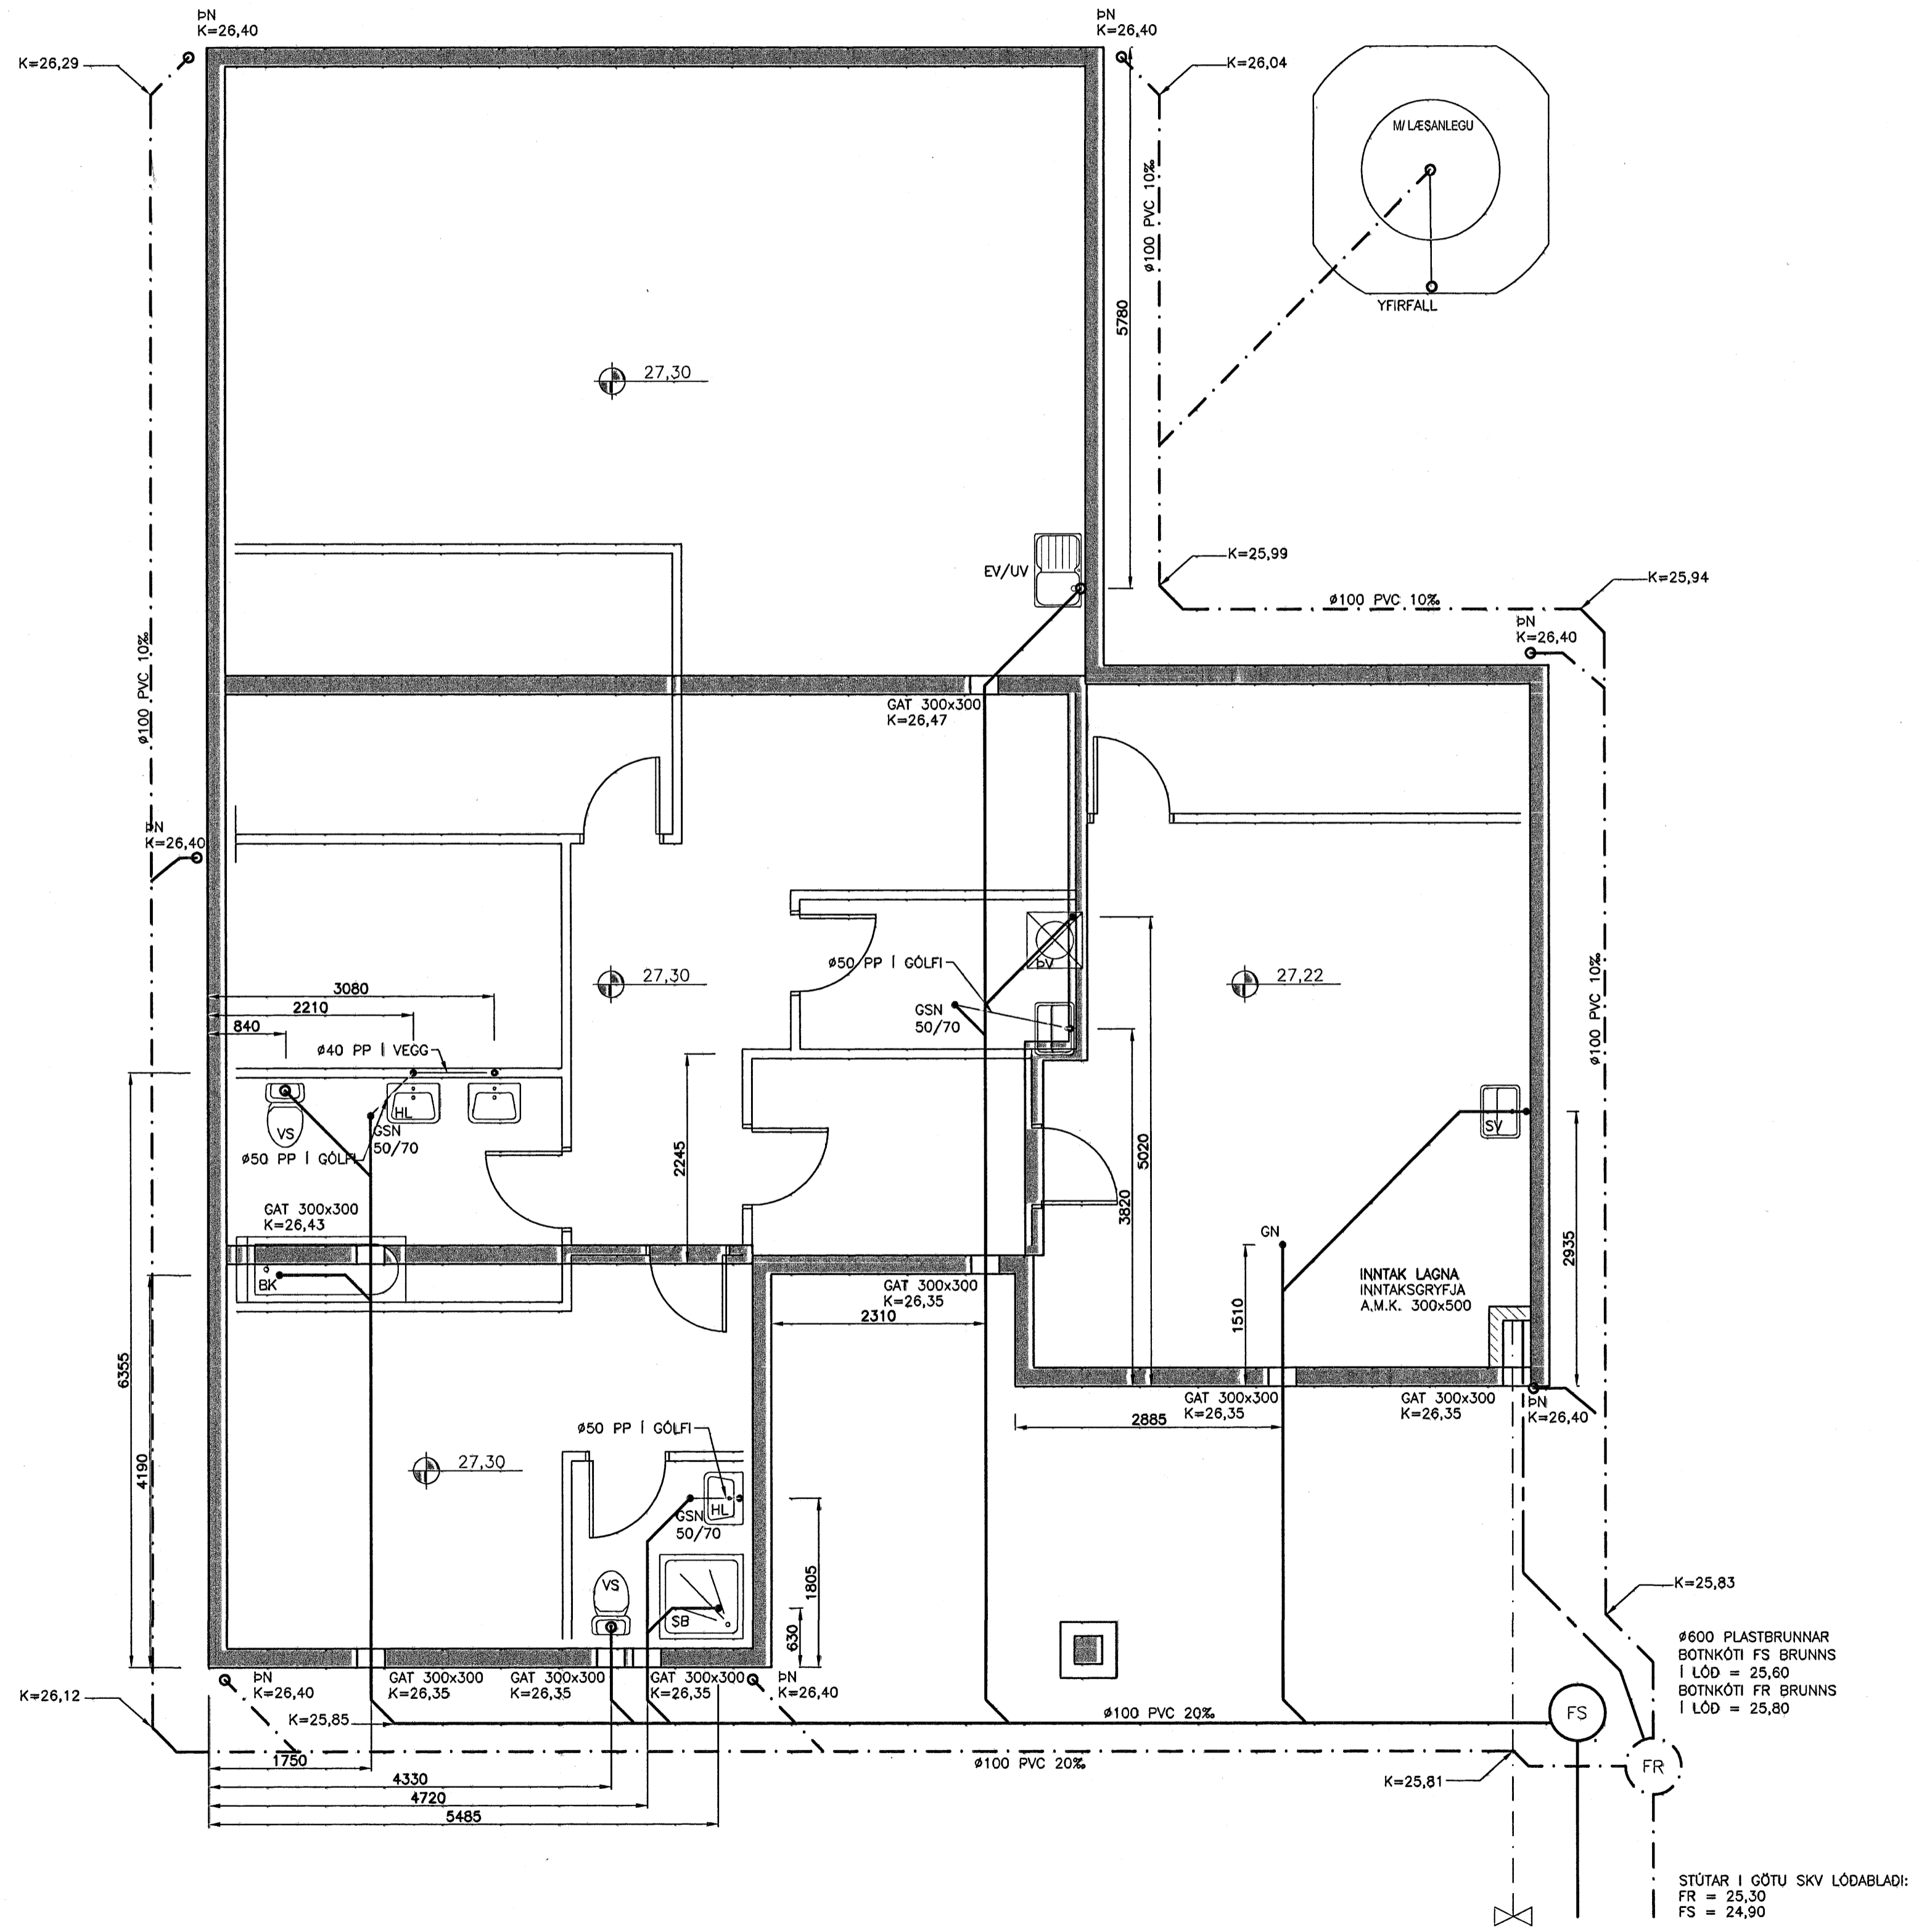 ÞN
K=26,40
ÞN
K=26,40
K=26,29
K=26,04
M/ LÆSANLEGU
YFIRFALL
ø100 PVC 10‰
5780
27,30
EV/UV
K=25,99
K=25,94
ø100 PVC 10‰
ÞN
K=26,40
ø100 PVC 10‰
GAT 300x300
K=26,47
ÞN
K=26,40
ø50 PP Í GÓLFI
ÞV
27,30
27,22
3080
2210
840
GSN
50/70
ø100 PVC 10‰
ø40 PP Í VEGG
HL
VS
GSN
50/70
ø50 PP Í GÓLFI
2245
5020
3820
SV
2935
GAT 300x300
K=26,43
BK
GN
1510
INNTAK LAGNA
INNTAKSGRYFJA
A.M.K. 300x500
GAT 300x300
K=26,35
2310
6355
4190
GAT 300x300
K=26,35
GAT 300x300
K=26,35
ÞN
K=26,40
2885
ø50 PP Í GÓLFI
27,30
HL
GSN
50/70
VS
SB
1805
630
K=25,83
ø600 PLASTBRUNNAR
BOTNKÓTI FS BRUNNS
Í LÓÐ = 25,60
BOTNKÓTI FR BRUNNS
Í LÓÐ = 25,80
ÞN
K=26,40
GAT 300x300
K=26,35
GAT 300x300
K=26,35
GAT 300x300
K=26,35
ÞN
K=26,40
K=26,12
K=25,85
ø100 PVC 20‰
FS
ø100 PVC 20‰
FR
K=25,81
1750
4330
4720
5485
STÚTAR Í GÖTU SKV LÓÐABLAÐI:
FR = 25,30
FS = 24,90